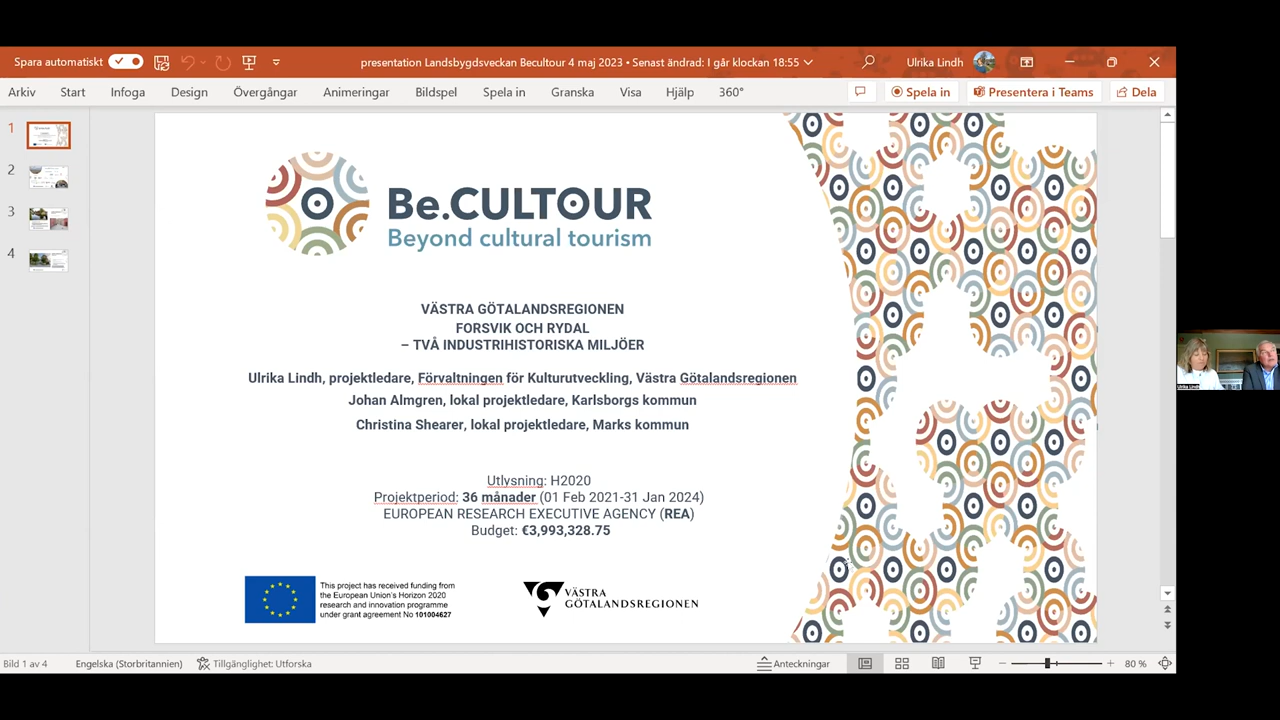 Spara automatiskt
presentation Landsbygdsveckan Becultour 4 maj 2023 • Senast ändrad: I går klockan 18:55
Ulrika Lindh
Arkiv Start Infoga Design Övergångar Animeringar Bildspel Spela in Granska Visa Hjälp 360°
Spela in
Presentera i Teams
Dela
1
2
3
4
Be.CULTOUR
Beyond cultural tourism
VÄSTRA GÖTALANDSREGIONEN
FORSVIK OCH RYDAL
– TVÅ INDUSTRIHISTORISKA MILJÖER
Ulrika Lindh, projektledare, Förvaltningen för Kulturutveckling, Västra Götalandsregionen
Johan Almgren, lokal projektledare, Karlsborgs kommun
Christina Shearer, lokal projektledare, Marks kommun
Utlysning: H2020
Projektperiod: 36 månader (01 Feb 2021-31 Jan 2024)
EUROPEAN RESEARCH EXECUTIVE AGENCY (REA)
Budget: €3,993,328.75
This project has received funding from
the European Union's Horizon 2020
research and innovation programme
under grant agreement No 101004627
VÄSTRA
GÖTALANDSREGIONEN
Ulrika Lindh
Bild 1 av 4
Engelska (Storbritannien)
Tillgänglighet: Utforska
Anteckningar
80 %